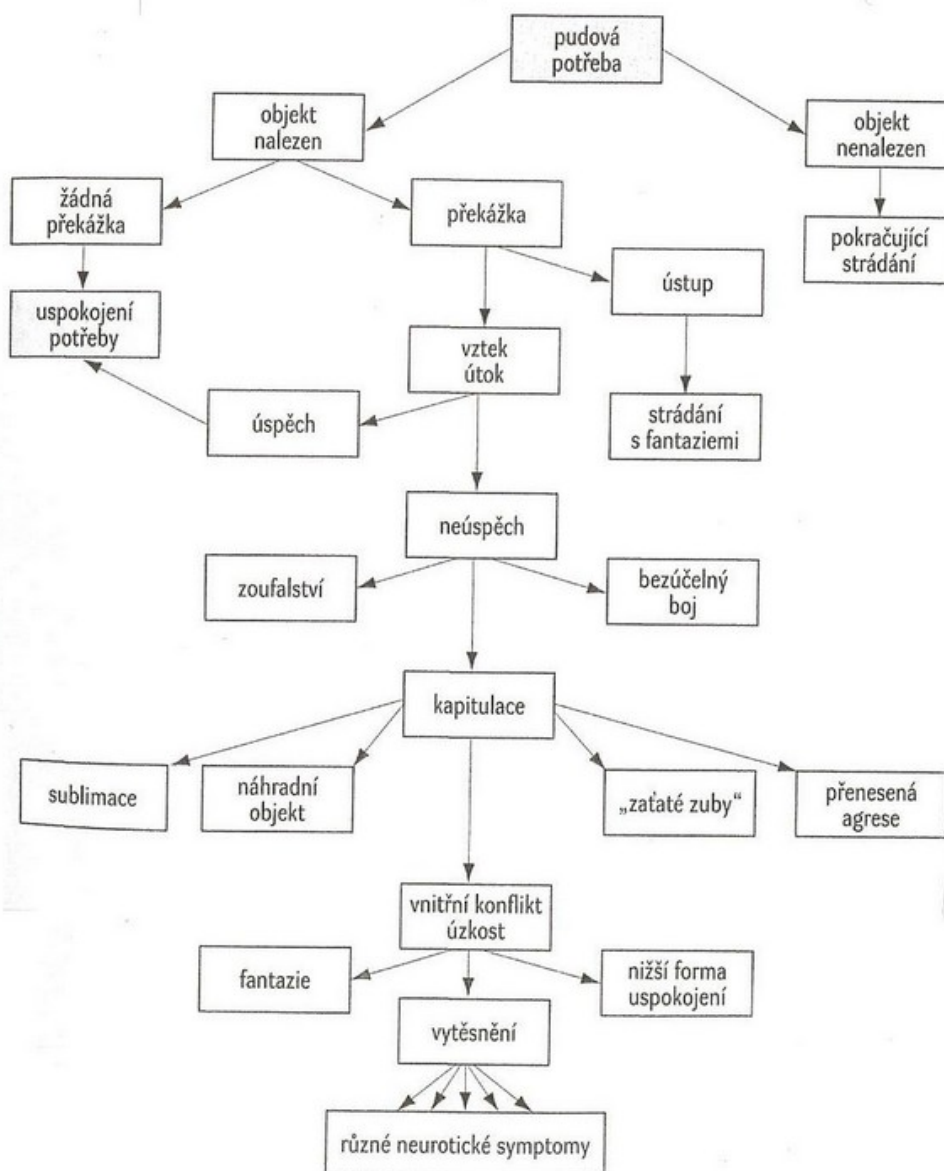 pudová
potřeba
objekt
nalezen
objekt
nenalezen
žádná
překážka
překážka
pokračující
strádání
ústup
uspokojení
potřeby
vztek
útok
úspěch
strádání
s fantaziemi
neúspěch
zoufalství
bezúčelný
boj
kapitulace
sublimace
náhradní
objekt
„zaťaté zuby“
přenesená
agrese
vnitřní konflikt
úzkost
fantazie
nižší forma
uspokojení
vytěsnění
různé neurotické symptomy